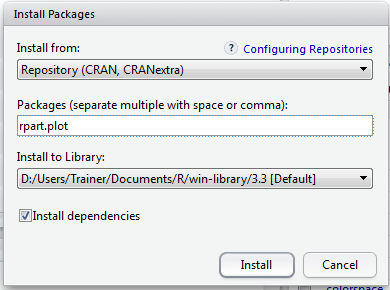 Install Packages
Install from:
? Configuring Repositories
Repository (CRAN, CRANextra)
Packages (separate multiple with space or comma):
rpart.plot
Install to Library:
D:/Users/Trainer/Documents/R/win-library/3.3 [Default]
Install dependencies
Install
Cancel
colorspace